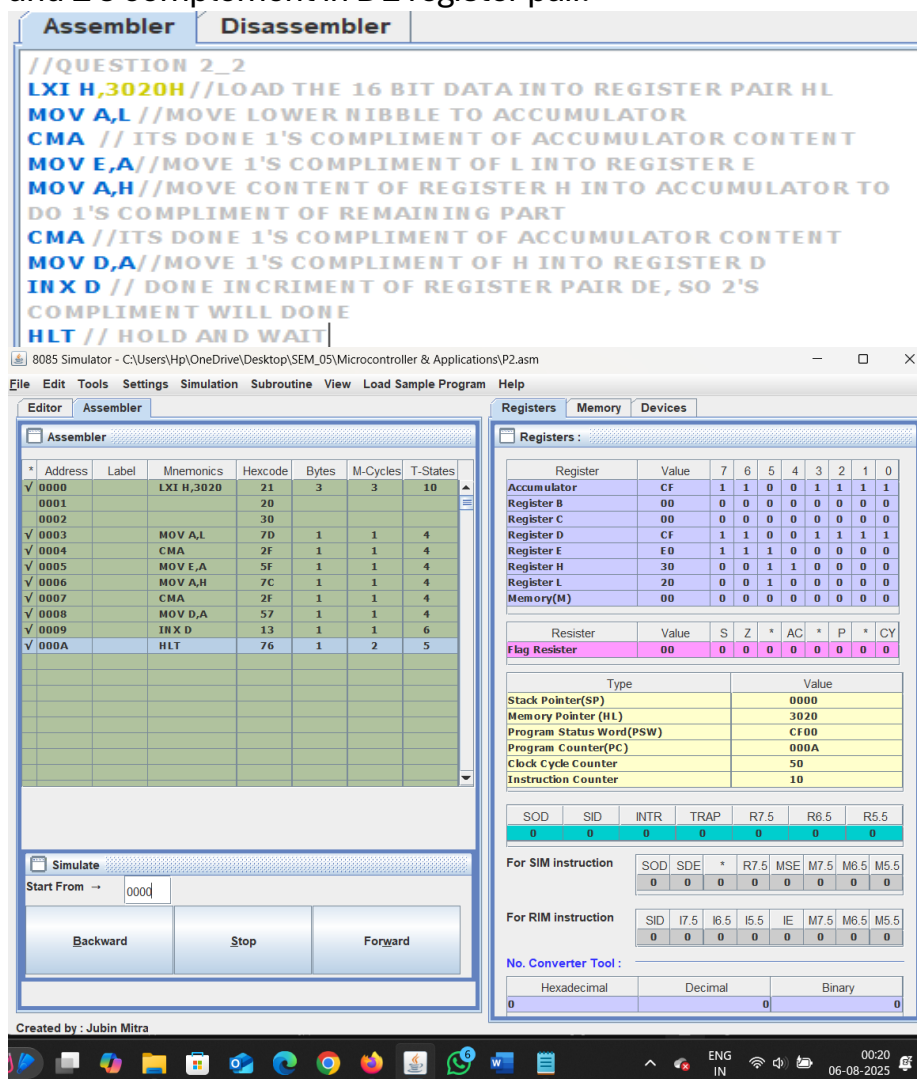 and 2's complement in DE register pair.
Assembler Disassembler
//QUESTION 2_2
LXI H,3020H//LOAD THE 16 BIT DATA INTO REGISTER PAIR HL
MOV A,L //MOVE LOWER NIBBLE TO ACCUMULATOR
CMA // ITS DONE 1'S COMPLIMENT OF ACCUMULATOR CONTENT
MOV E,A//MOVE 1'S COMPLIMENT OF L INTO REGISTER E
MOV A,H//MOVE CONTENT OF REGISTER H INTO ACCUMULATOR TO
DO 1'S COMPLIMENT OF REMAINING PART
CMA //ITS DONE 1'S COMPLIMENT OF ACCUMULATOR CONTENT
MOV D,A//MOVE 1'S COMPLIMENT OF H INTO REGISTER D
INX D // DONE INCRIMENT OF REGISTER PAIR DE, SO 2'S
COMPLIMENT WILL DONE
HLT // HOLD AND WAIT
8085 Simulator - C:\Users\Hp\OneDrive\Desktop\SEM_05\Microcontroller & Applications\P2.asm
File Edit Tools Settings Simulation Subroutine View Load Sample Program Help
Editor Assembler
Assembler
* Address Label Mnemonics Hexcode Bytes M-Cycles T-States
√ 0000 LXI H,3020 21 3 3 10
0001 20
0002 30
√ 0003 MOV A,L 7D 1 1 4
√ 0004 CMA 2F 1 1 4
√ 0005 MOV E,A 5F 1 1 4
√ 0006 MOV A,H 7C 1 1 4
√ 0007 CMA 2F 1 1 4
√ 0008 MOV D,A 57 1 1 4
√ 0009 INX D 13 1 1 6
√ 000A HLT 76 1 2 5
Simulate
Start From → 0000
Backward Stop Forward
Created by : Jubin Mitra
Registers Memory Devices
Registers :
Register Value 7 6 5 4 3 2 1 0
Accumulator CF 1 1 0 0 1 1 1 1
Register B 00 0 0 0 0 0 0 0 0
Register C 00 0 0 0 0 0 0 0 0
Register D CF 1 1 0 0 1 1 1 1
Register E E0 1 1 1 0 0 0 0 0
Register H 30 0 0 1 1 0 0 0 0
Register L 20 0 0 1 0 0 0 0 0
Memory(M) 00 0 0 0 0 0 0 0 0
Resister Value S Z * AC * P * CY
Flag Resister 00 0 0 0 0 0 0 0 0
Type Value
Stack Pointer(SP) 0000
Memory Pointer (HL) 3020
Program Status Word(PSW) CF00
Program Counter(PC) 000A
Clock Cycle Counter 50
Instruction Counter 10
SOD SID INTR TRAP R7.5 R6.5 R5.5
0 0 0 0 0 0 0
For SIM instruction SOD SDE * R7.5 MSE M7.5 M6.5 M5.5
0 0 0 0 0 0 0 0
For RIM instruction SID I7.5 I6.5 I5.5 IE M7.5 M6.5 M5.5
0 0 0 0 0 0 0 0
No. Converter Tool :
Hexadecimal Decimal Binary
0 0 0
6
ENG
IN
00:20
06-08-2025